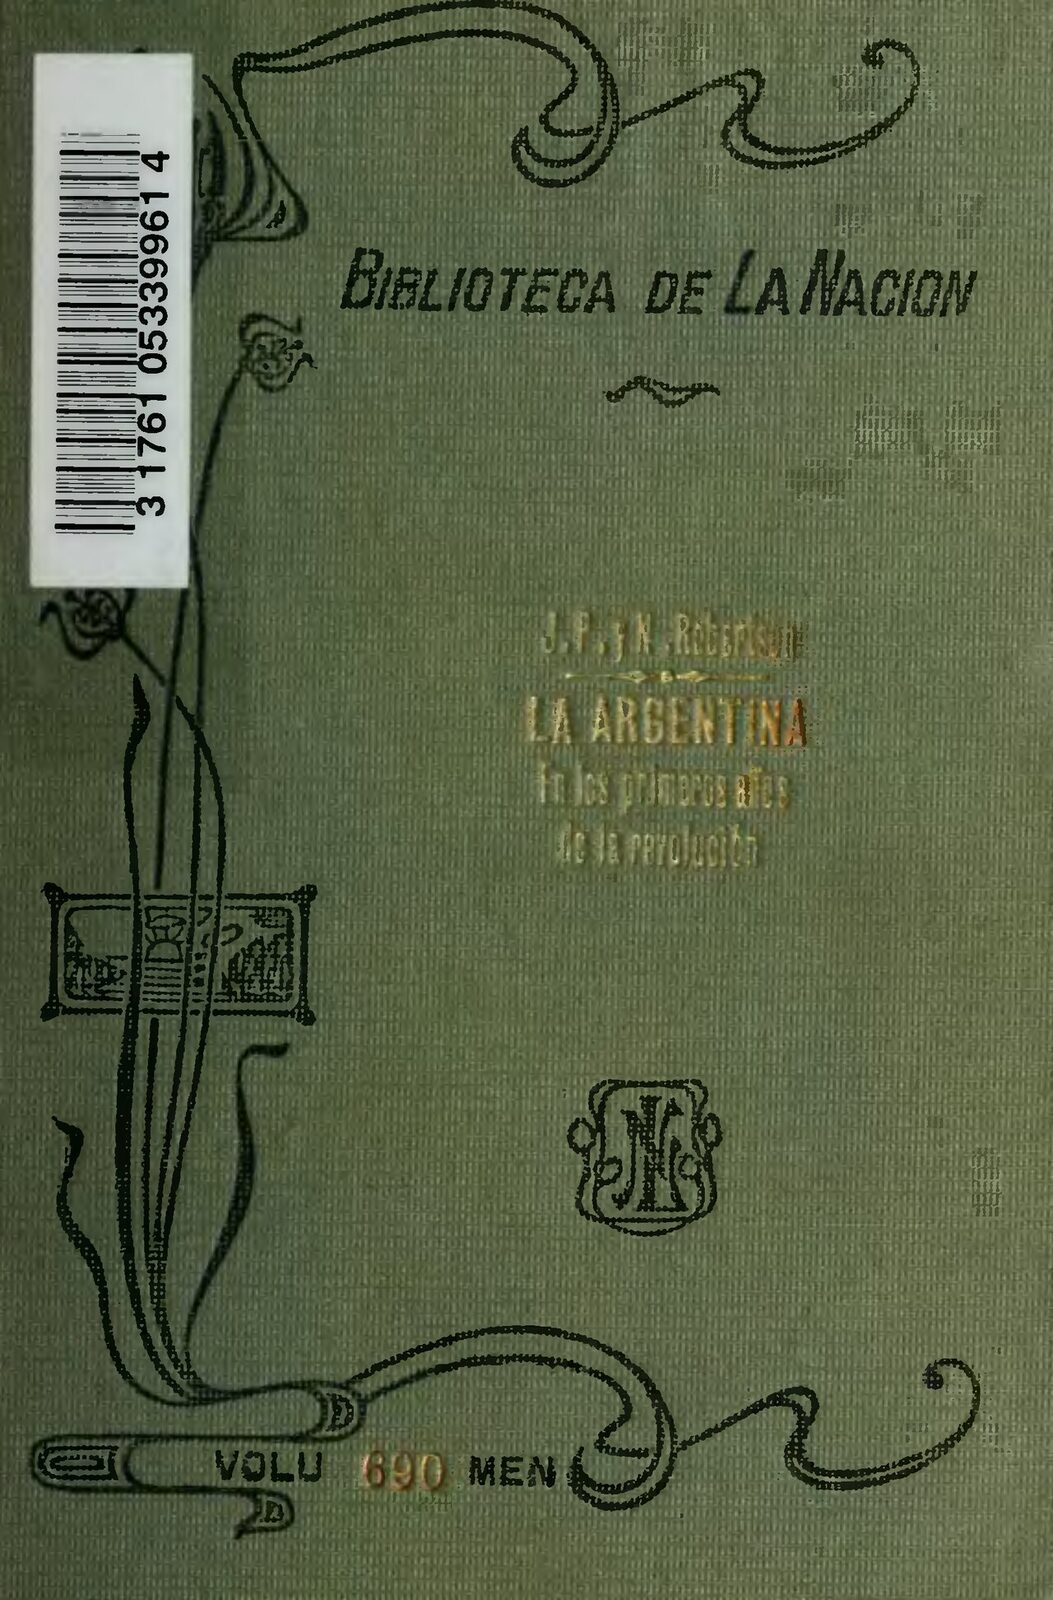 BIBLIOTECA DE LA NACION
J. P. y N. Robertson
LA ARGENTINA
En los primeros años
de la revolución
VOLU 690 MEN
3 1761 05339961 4